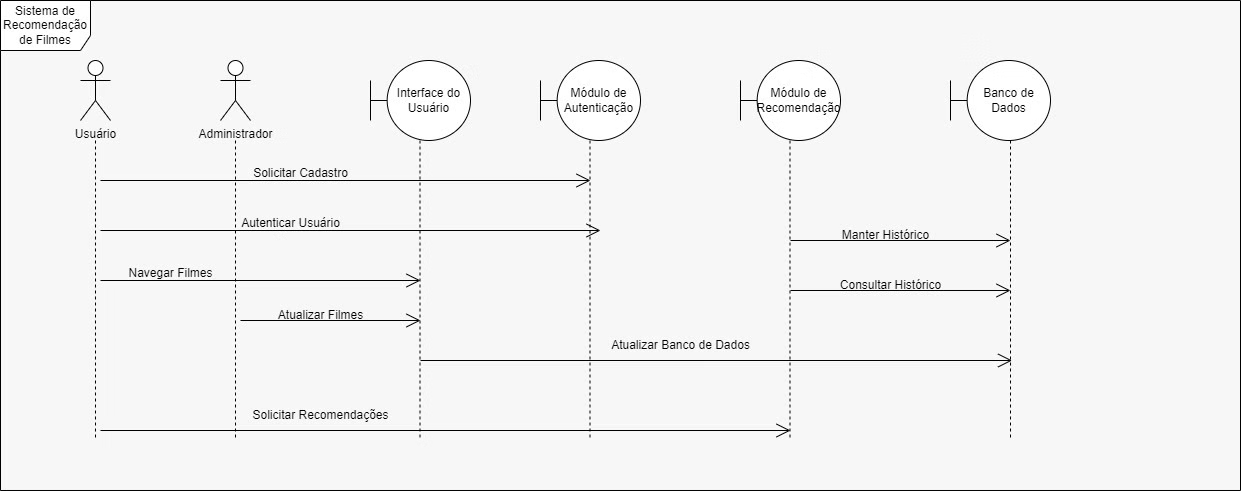 Sistema de
Recomendação
de Filmes
Usuário
Administrador
Interface do
Usuário
Módulo de
Autenticação
Módulo de
Recomendação
Banco de
Dados
Solicitar Cadastro
Autenticar Usuário
Manter Histórico
Navegar Filmes
Consultar Histórico
Atualizar Filmes
Atualizar Banco de Dados
Solicitar Recomendações